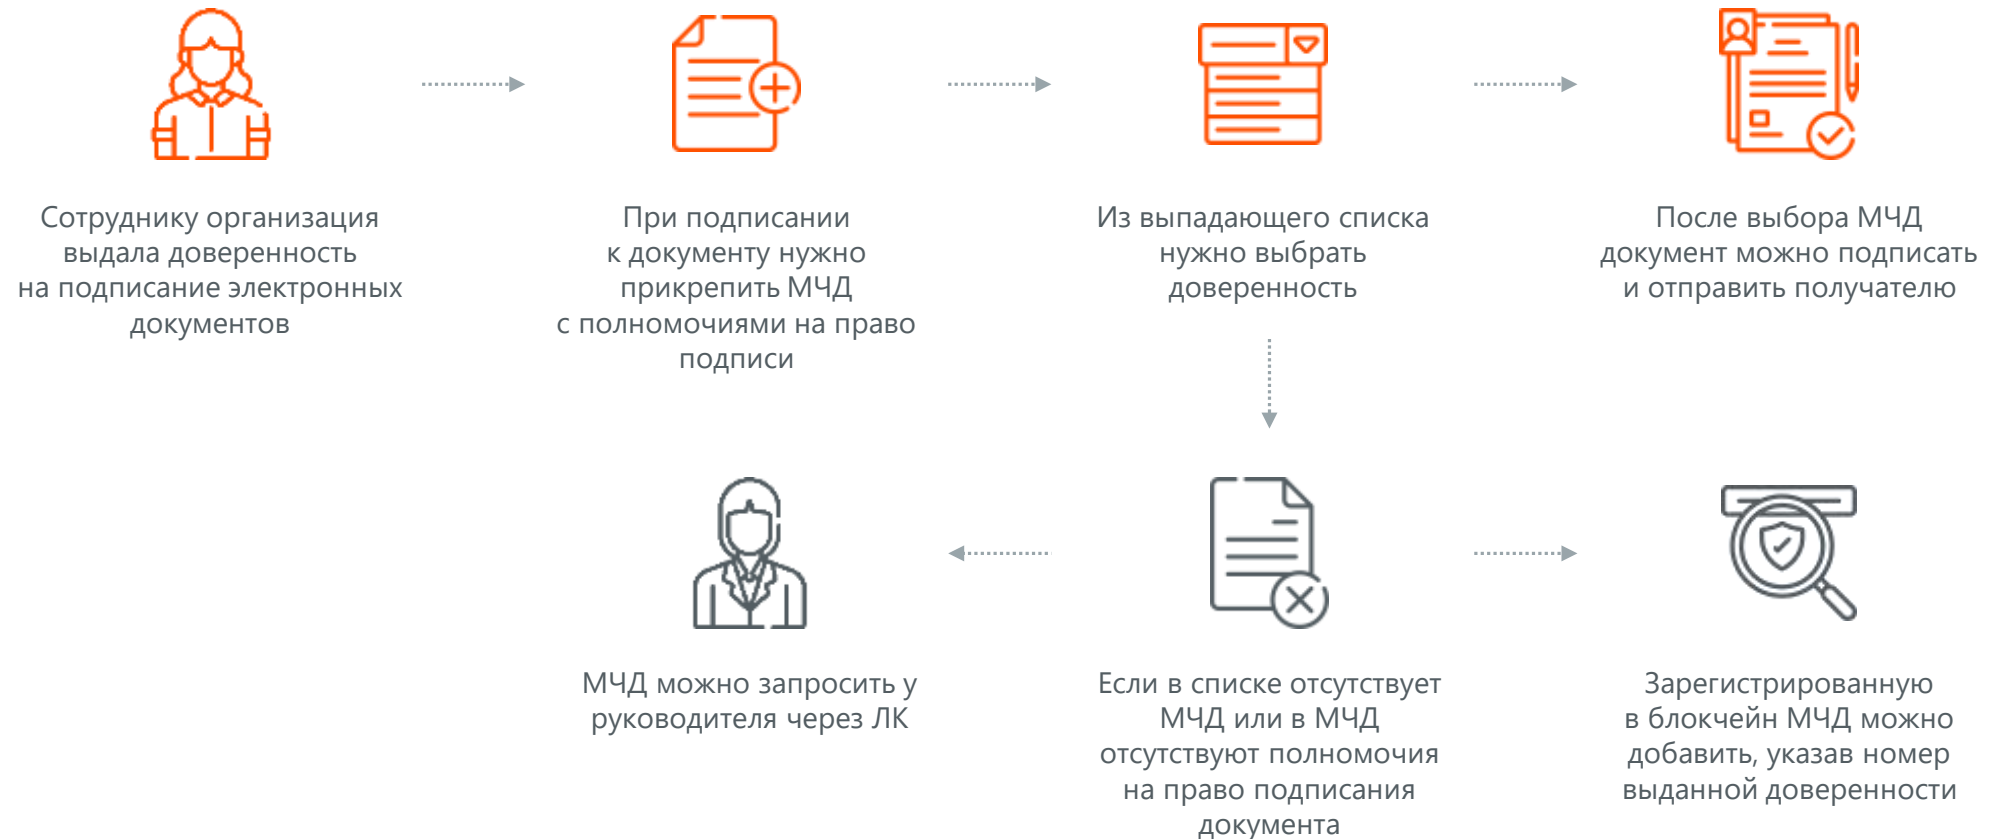 Сотруднику организация
выдала доверенность
на подписание электронных
документов
При подписании
к документу нужно
прикрепить МЧД
с полномочиями на право
подписи
Из выпадающего списка
нужно выбрать
доверенность
После выбора МЧД
документ можно подписать
и отправить получателю
МЧД можно запросить у
руководителя через ЛК
Если в списке отсутствует
МЧД или в МЧД
отсутствуют полномочия
на право подписания
документа
Зарегистрированную
в блокчейн МЧД можно
добавить, указав номер
выданной доверенности